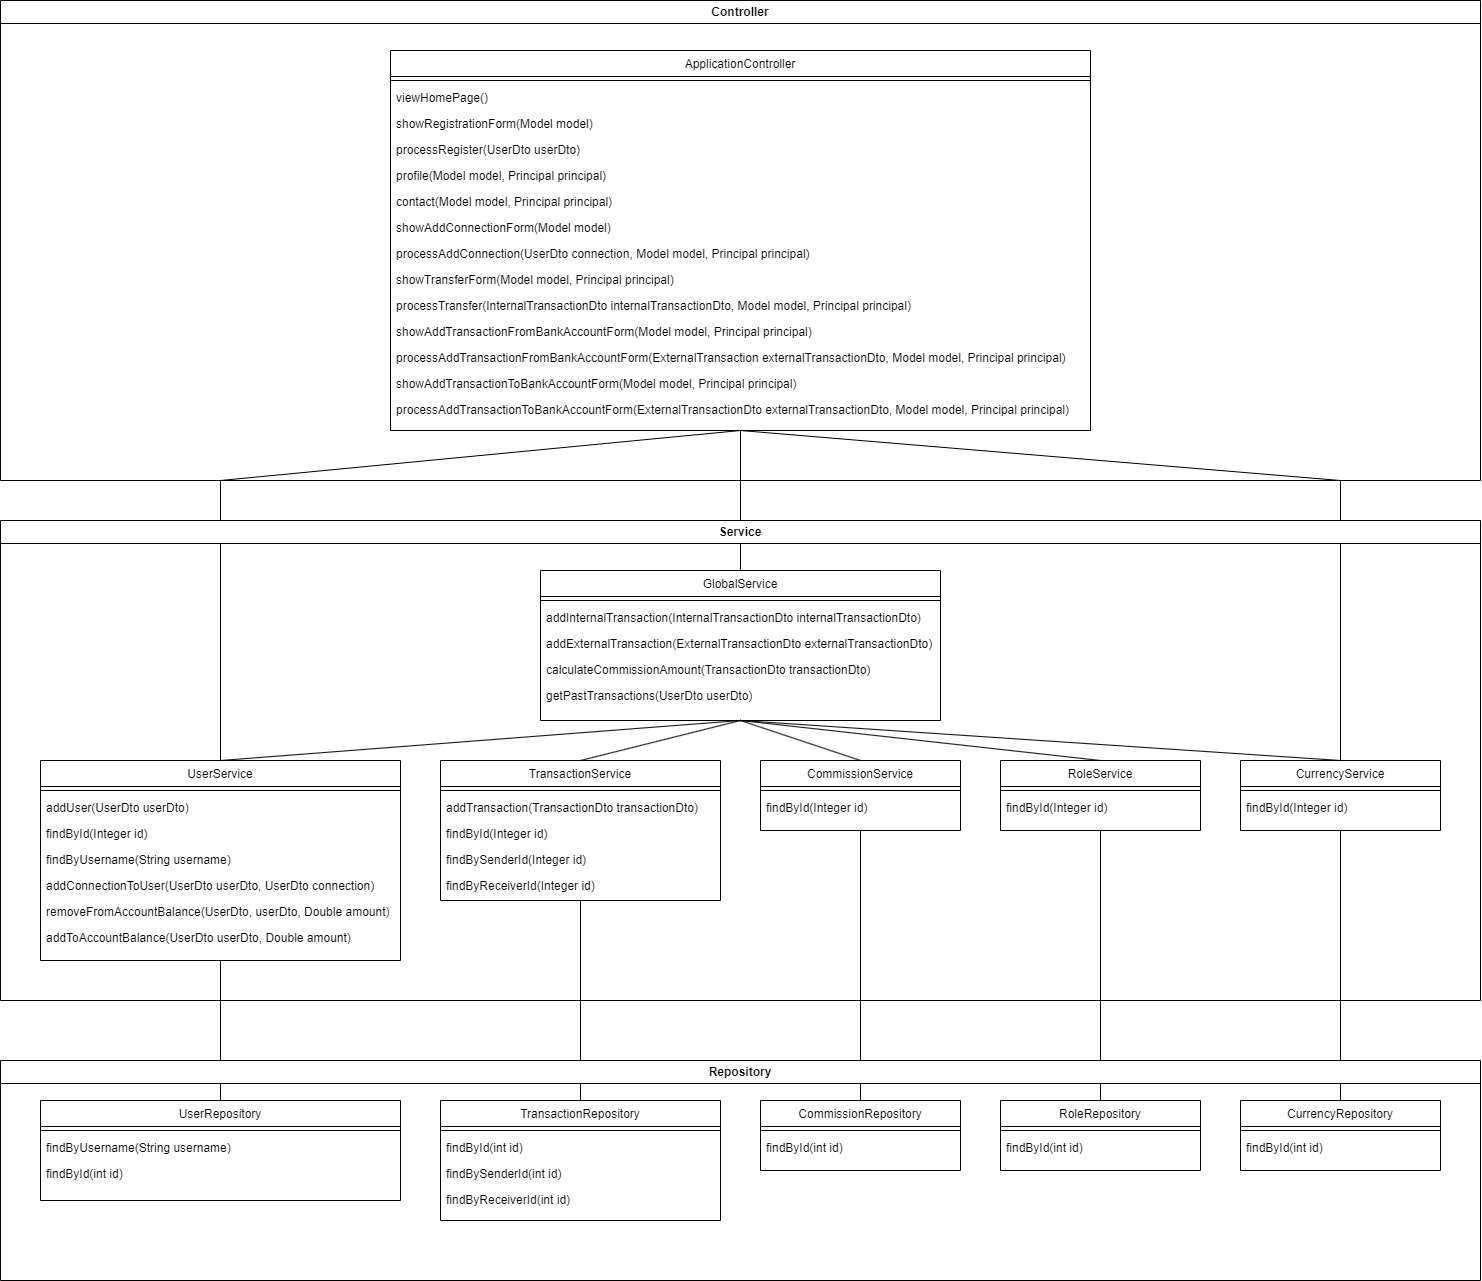 Controller
ApplicationController
viewHomePage()
showRegistrationForm(Model model)
processRegister(UserDto userDto)
profile(Model model, Principal principal)
contact(Model model, Principal principal)
showAddConnectionForm(Model model)
processAddConnection(UserDto connection, Model model, Principal principal)
showTransferForm(Model model, Principal principal)
processTransfer(InternalTransactionDto internalTransactionDto, Model model, Principal principal)
showAddTransactionFromBankAccountForm(Model model, Principal principal)
processAddTransactionFromBankAccountForm(ExternalTransaction externalTransactionDto, Model model, Principal principal)
showAddTransactionToBankAccountForm(Model model, Principal principal)
processAddTransactionToBankAccountForm(ExternalTransactionDto externalTransactionDto, Model model, Principal principal)
Service
GlobalService
addInternalTransaction(InternalTransactionDto internalTransactionDto)
addExternalTransaction(ExternalTransactionDto externalTransactionDto)
calculateCommissionAmount(TransactionDto transactionDto)
getPastTransactions(UserDto userDto)
UserService
addUser(UserDto userDto)
findById(Integer id)
findByUsername(String username)
addConnectionToUser(UserDto userDto, UserDto connection)
removeFromAccountBalance(UserDto, userDto, Double amount)
addToAccountBalance(UserDto userDto, Double amount)
TransactionService
addTransaction(TransactionDto transactionDto)
findById(Integer id)
findBySenderId(Integer id)
findByReceiverId(Integer id)
CommissionService
findById(Integer id)
RoleService
findById(Integer id)
CurrencyService
findById(Integer id)
Repository
UserRepository
findByUsername(String username)
findById(int id)
TransactionRepository
findById(int id)
findBySenderId(int id)
findByReceiverId(int id)
CommissionRepository
findById(int id)
RoleRepository
findById(int id)
CurrencyRepository
findById(int id)